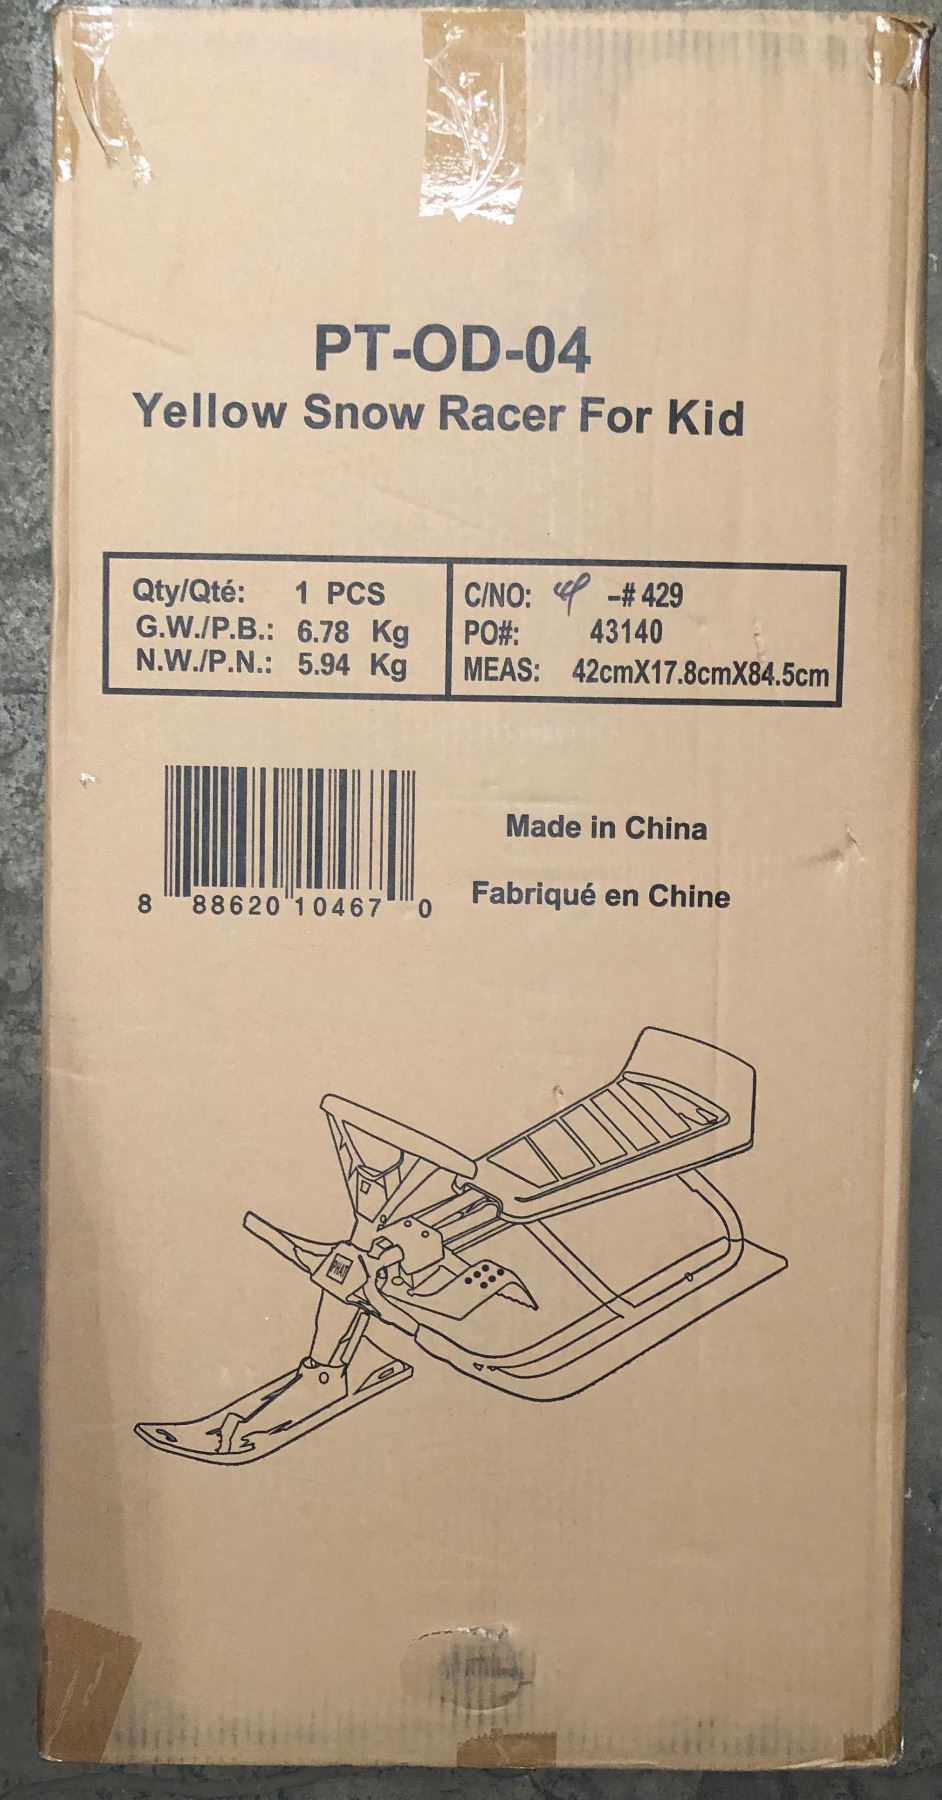 PT-OD-04
Yellow Snow Racer For Kid
Qty/Qté: 1 PCS
G.W./P.B.: 6.78 Kg
N.W./P.N.: 5.94 Kg
C/NO: -# 429
PO#: 43140
MEAS: 42cmX17.8cmX84.5cm
8 88620 10467 0
Made in China
Fabriqué en Chine
PHAT